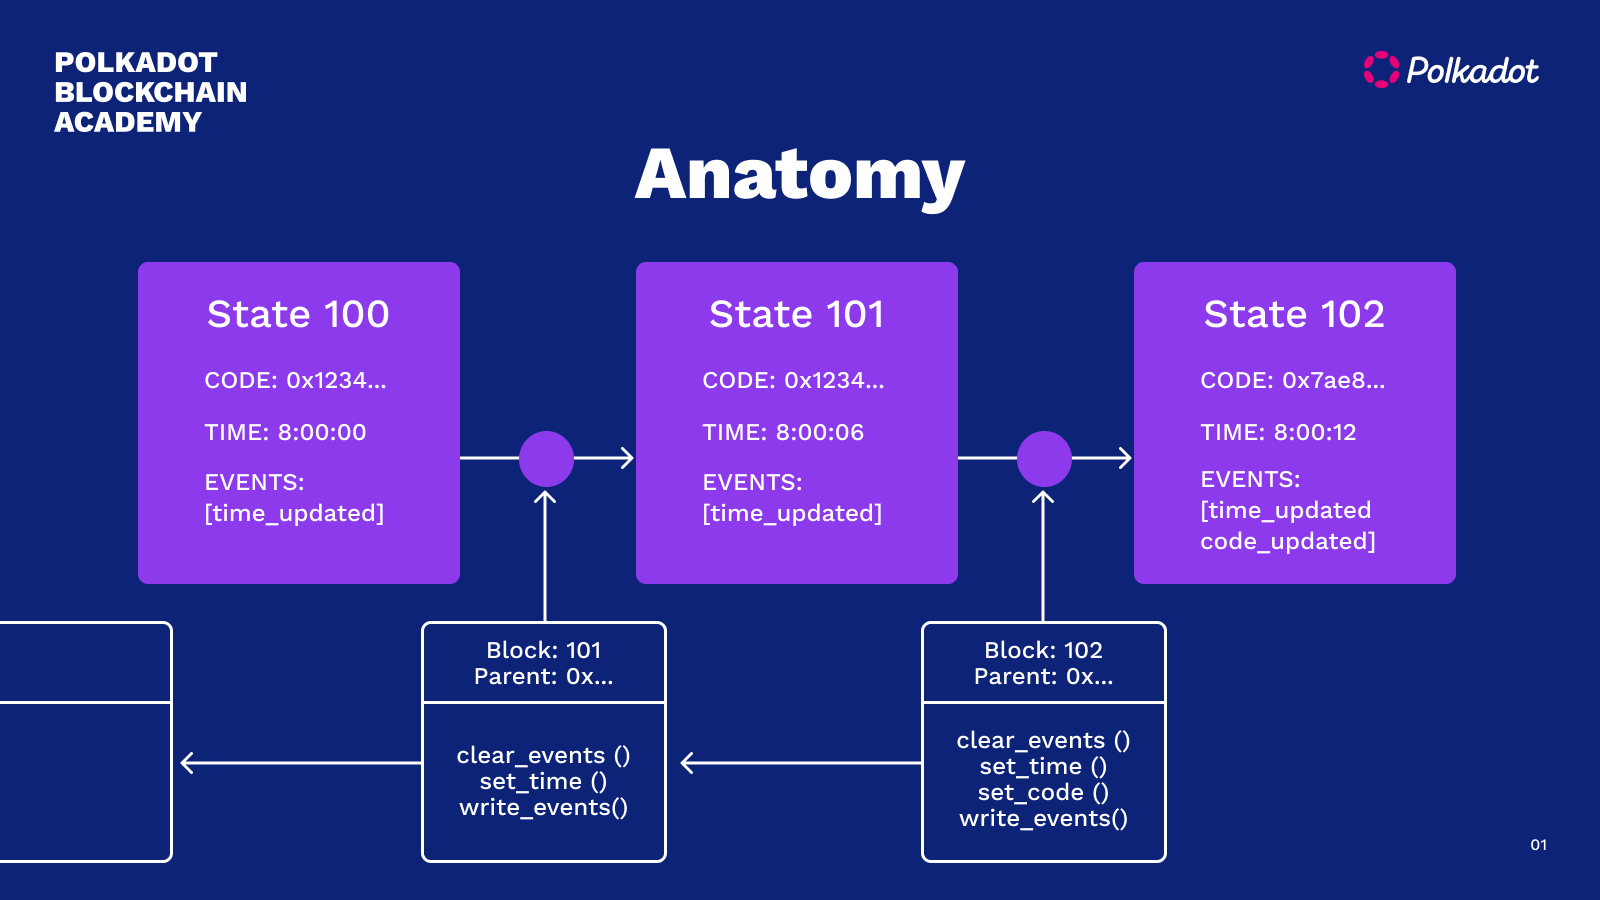 POLKADOT
BLOCKCHAIN
ACADEMY
Polkadot
Anatomy
State 100
CODE: 0x1234...
TIME: 8:00:00
EVENTS:
[time_updated]
State 101
CODE: 0x1234...
TIME: 8:00:06
EVENTS:
[time_updated]
State 102
CODE: 0x7ae8...
TIME: 8:00:12
EVENTS:
[time_updated
code_updated]
Block: 101
Parent: 0x...
clear_events ()
set_time ()
write_events()
Block: 102
Parent: 0x...
clear_events ()
set_time ()
set_code ()
write_events()
01